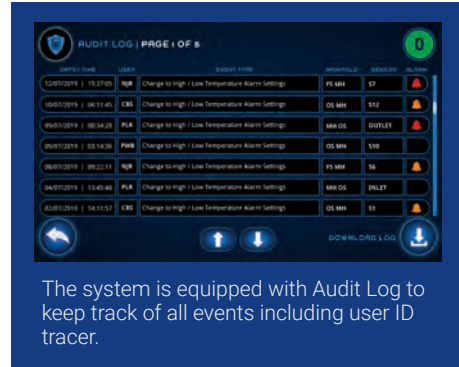 AUDIT LOG | PAGE 1 OF 5
0
DATE | TIME USER EVENT TYPE MANIFOLD SENSOR ALARM
12/07/2019 | 15:37:05 NJR Change to High / Low Temperature Alarm Settings FS MH S7
10/07/2019 | 06:11:45 CBS Change to High / Low Temperature Alarm Settings OS MH S12
09/07/2019 | 00:34:28 PLR Change to High / Low Temperature Alarm Settings MH OS OUTLET
09/07/2019 | 03:14:36 PWB Change to High / Low Temperature Alarm Settings OS MH S10
08/07/2019 | 09:22:11 NJR Change to High / Low Temperature Alarm Settings FS MH S6
04/07/2019 | 13:45:48 PLR Change to High / Low Temperature Alarm Settings MH OS INLET
02/07/2019 | 14:17:57 CBS Change to High / Low Temperature Alarm Settings OS MH S1
DOWNLOAD LOG
The system is equipped with Audit Log to
keep track of all events including user ID
tracer.